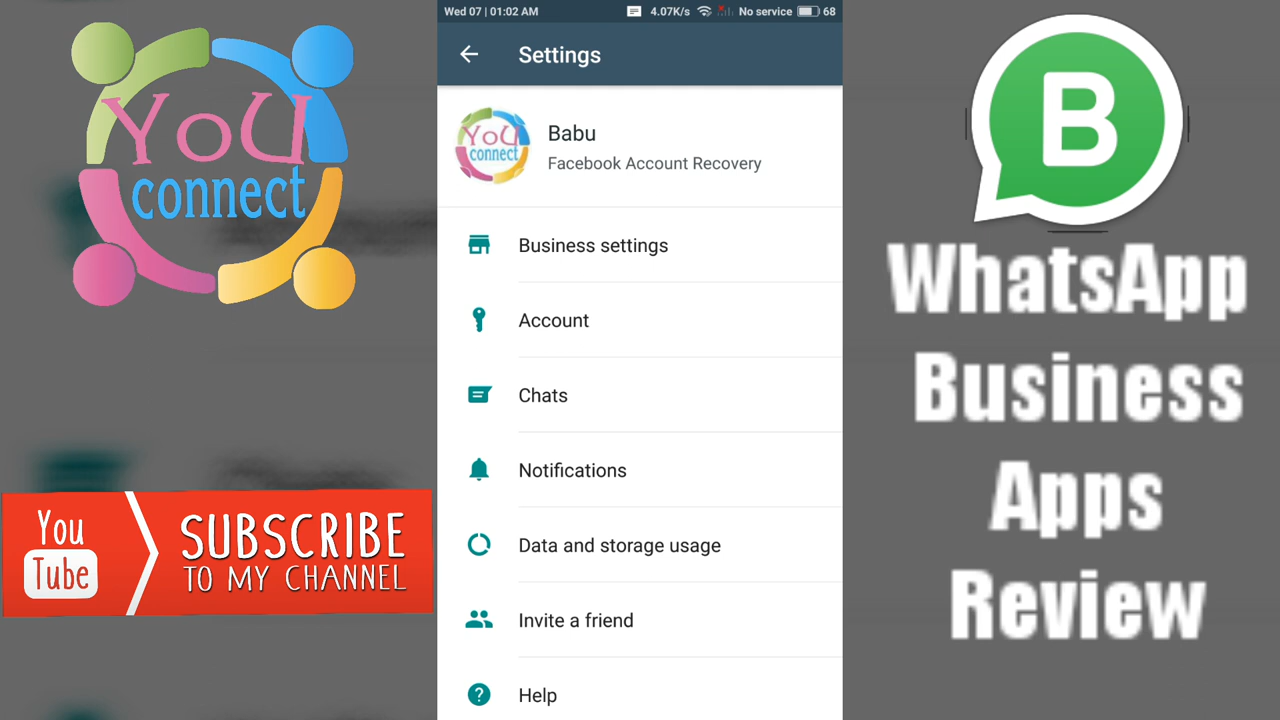 YoU
connect
You
Tube
SUBSCRIBE
TO MY CHANNEL
Wed 07 | 01:02 AM
4.07K/s
No service
68
Settings
YoU
connect
Babu
Facebook Account Recovery
Business settings
Account
Chats
Notifications
Data and storage usage
Invite a friend
?
Help
B
WhatsApp
Business
Apps
Review